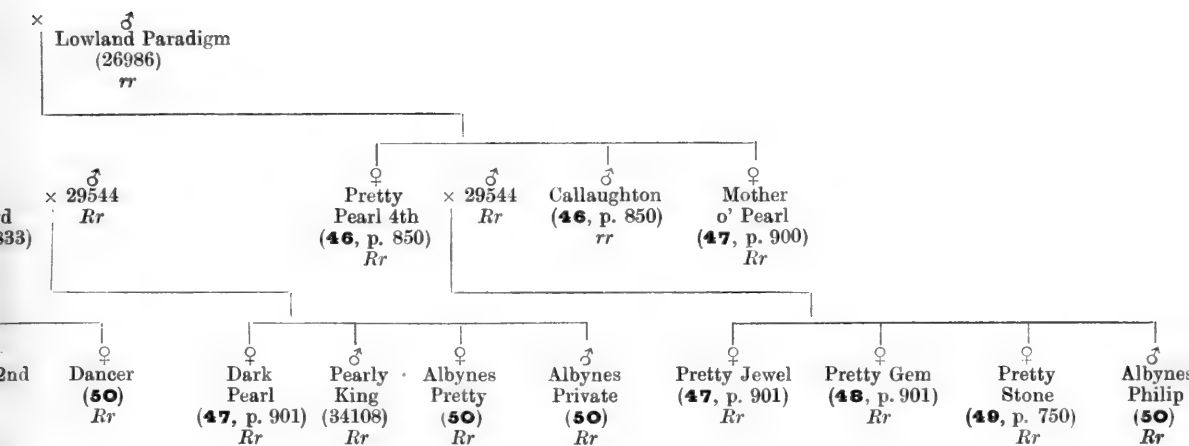 × ♂
Lowland Paradigm
(26986)
rr
× ♂ 29544
Rr
♀
Pretty
Pearl 4th
(46, p. 850)
Rr
× ♂ 29544
Rr
♂
Callaughton
(46, p. 850)
rr
♀
Mother
o' Pearl
(47, p. 900)
Rr
rd
833)
2nd
♀
Dancer
(50)
Rr
♀
Dark
Pearl
(47, p. 901)
Rr
♂
Pearly
King
(34108)
Rr
♀
Albynes
Pretty
(50)
Rr
♂
Albynes
Private
(50)
Rr
♀
Pretty Jewel
(47, p. 901)
Rr
♀
Pretty Gem
(48, p. 901)
Rr
♀
Pretty
Stone
(49, p. 750)
Rr
♂
Albynes
Philip
(50)
Rr